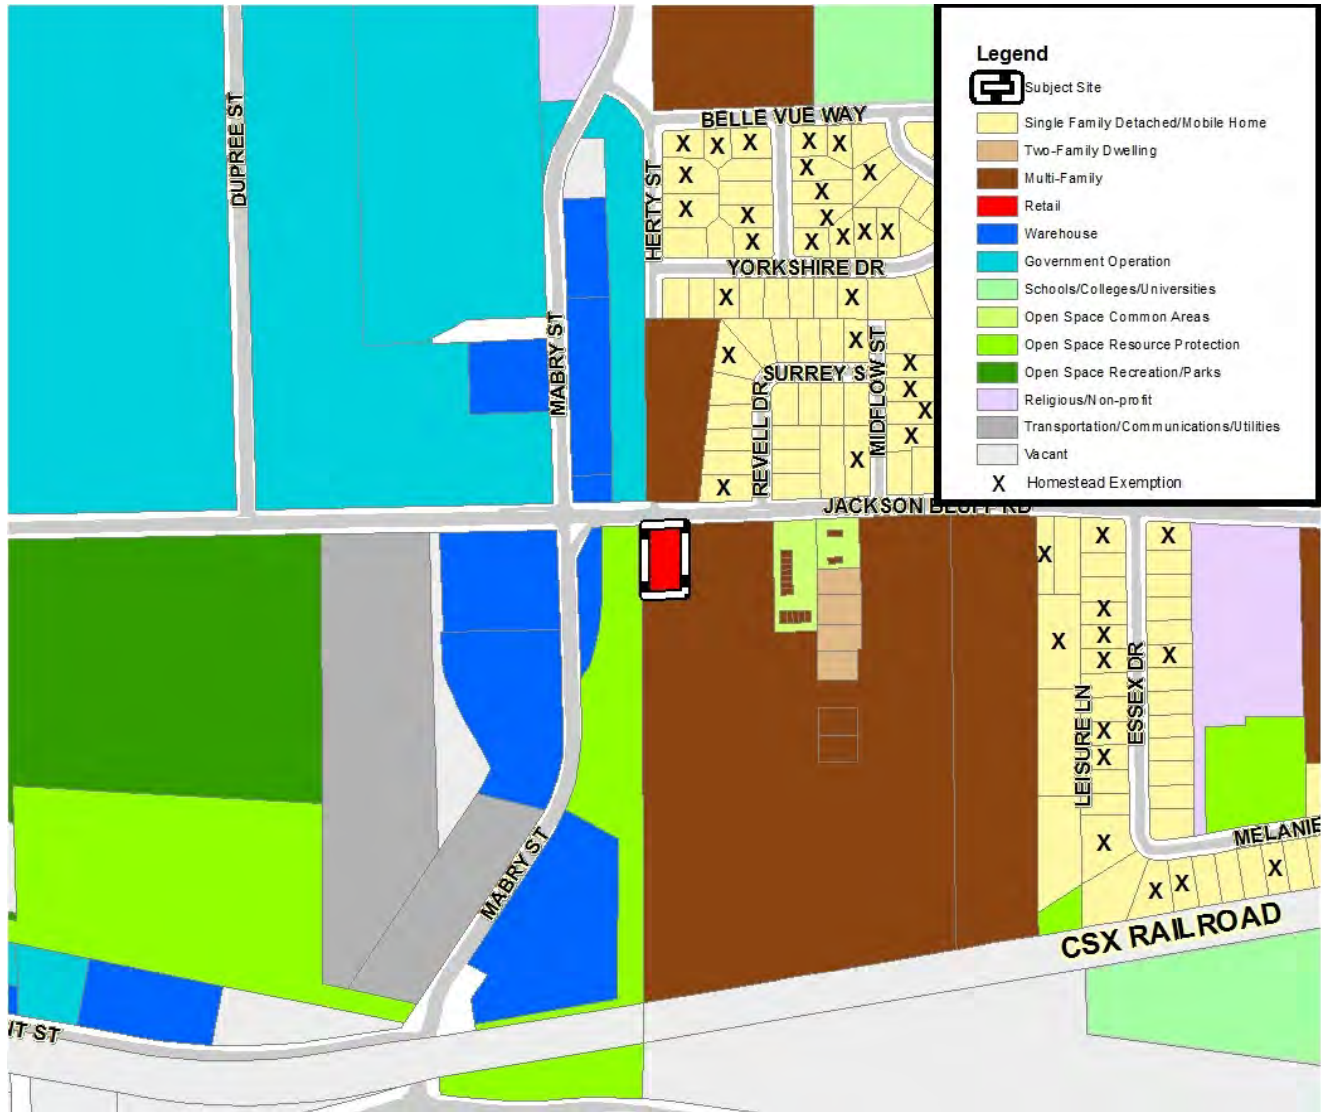 Legend
Subject Site
Single Family Detached/Mobile Home
Two-Family Dwelling
Multi-Family
Retail
Warehouse
Government Operation
Schools/Colleges/Universities
Open Space Common Areas
Open Space Resource Protection
Open Space Recreation/Parks
Religious/Non-profit
Transportation/Communications/Utilities
Vacant
X Homestead Exemption
DUPREE ST
BELLE VUE WAY
X X X X X
X X X
X X
X X X X X
X X
HERTY ST
YORKSHIRE DR
X X
MABRY ST
X X
SURREY S
MIDFLOW ST
X
X
X
X
REVELL DR
X
X
JACKSON BLUFF RD
X X X
X
X
X
X
X
X
X
X
LEISURE LN
ESSEX DR
MELANIE
X
X X X
MABRY ST
CSX RAILROAD
NT ST